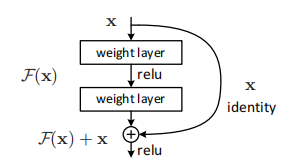 x
weight layer
relu
F(x)
x
weight layer
identity
F(x) + x
relu